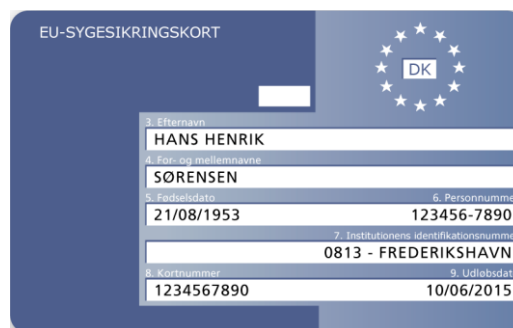 EU-SYGESIKRINGSKORT
DK
3. Efternavn
HANS HENRIK
4. For- og mellemnavne
SØRENSEN
5. Fødselsdato 6. Personnumme
21/08/1953 123456-7890
7. Institutionens identifikationsnumme
0813 - FREDERIKSHAVN
8. Kortnummer 9. Udløbsdat
1234567890 10/06/2015